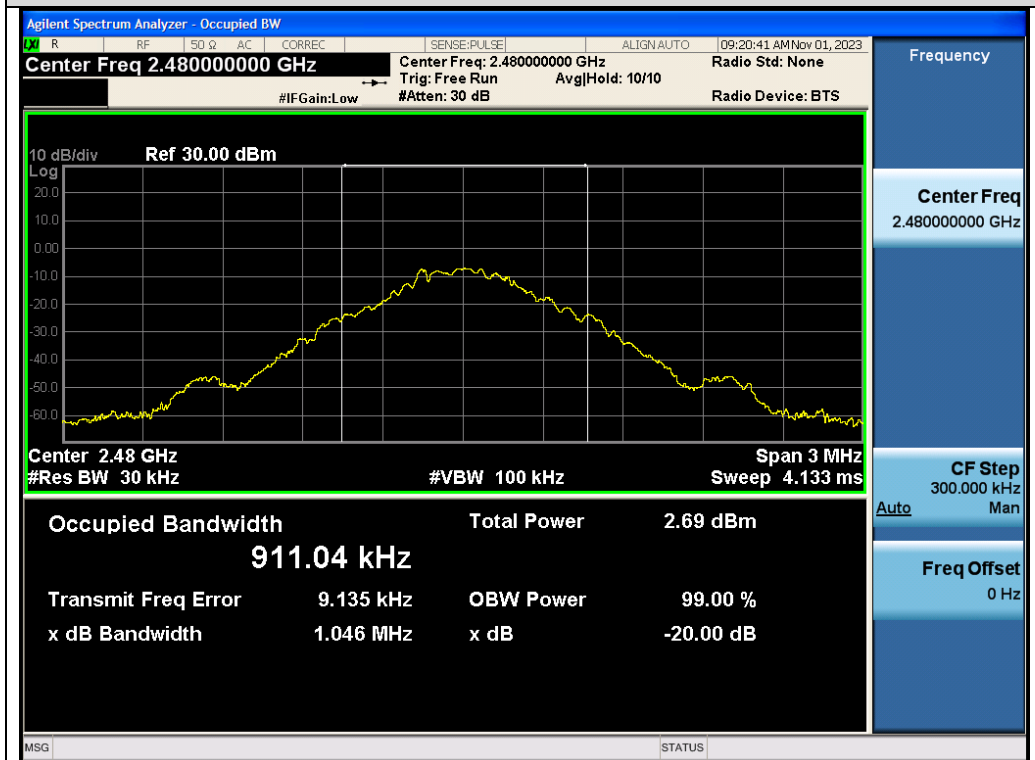 Agilent Spectrum Analyzer - Occupied BW
LXI R RF 50 Ω AC CORREC SENSE:PULSE ALIGN AUTO 09:20:41 AM Nov 01, 2023
Center Freq 2.480000000 GHz
Center Freq: 2.480000000 GHz Radio Std: None
Trig: Free Run Avg|Hold: 10/10
#IFGain:Low #Atten: 30 dB Radio Device: BTS
10 dB/div Ref 30.00 dBm
Log
20.0
10.0
0.00
-10.0
-20.0
-30.0
-40.0
-50.0
-60.0
Center 2.48 GHz Span 3 MHz
#Res BW 30 kHz #VBW 100 kHz Sweep 4.133 ms
Occupied Bandwidth Total Power 2.69 dBm
911.04 kHz
Transmit Freq Error 9.135 kHz OBW Power 99.00 %
x dB Bandwidth 1.046 MHz x dB -20.00 dB
MSG STATUS
Frequency
Center Freq
2.480000000 GHz
CF Step
300.000 kHz
Auto Man
Freq Offset
0 Hz